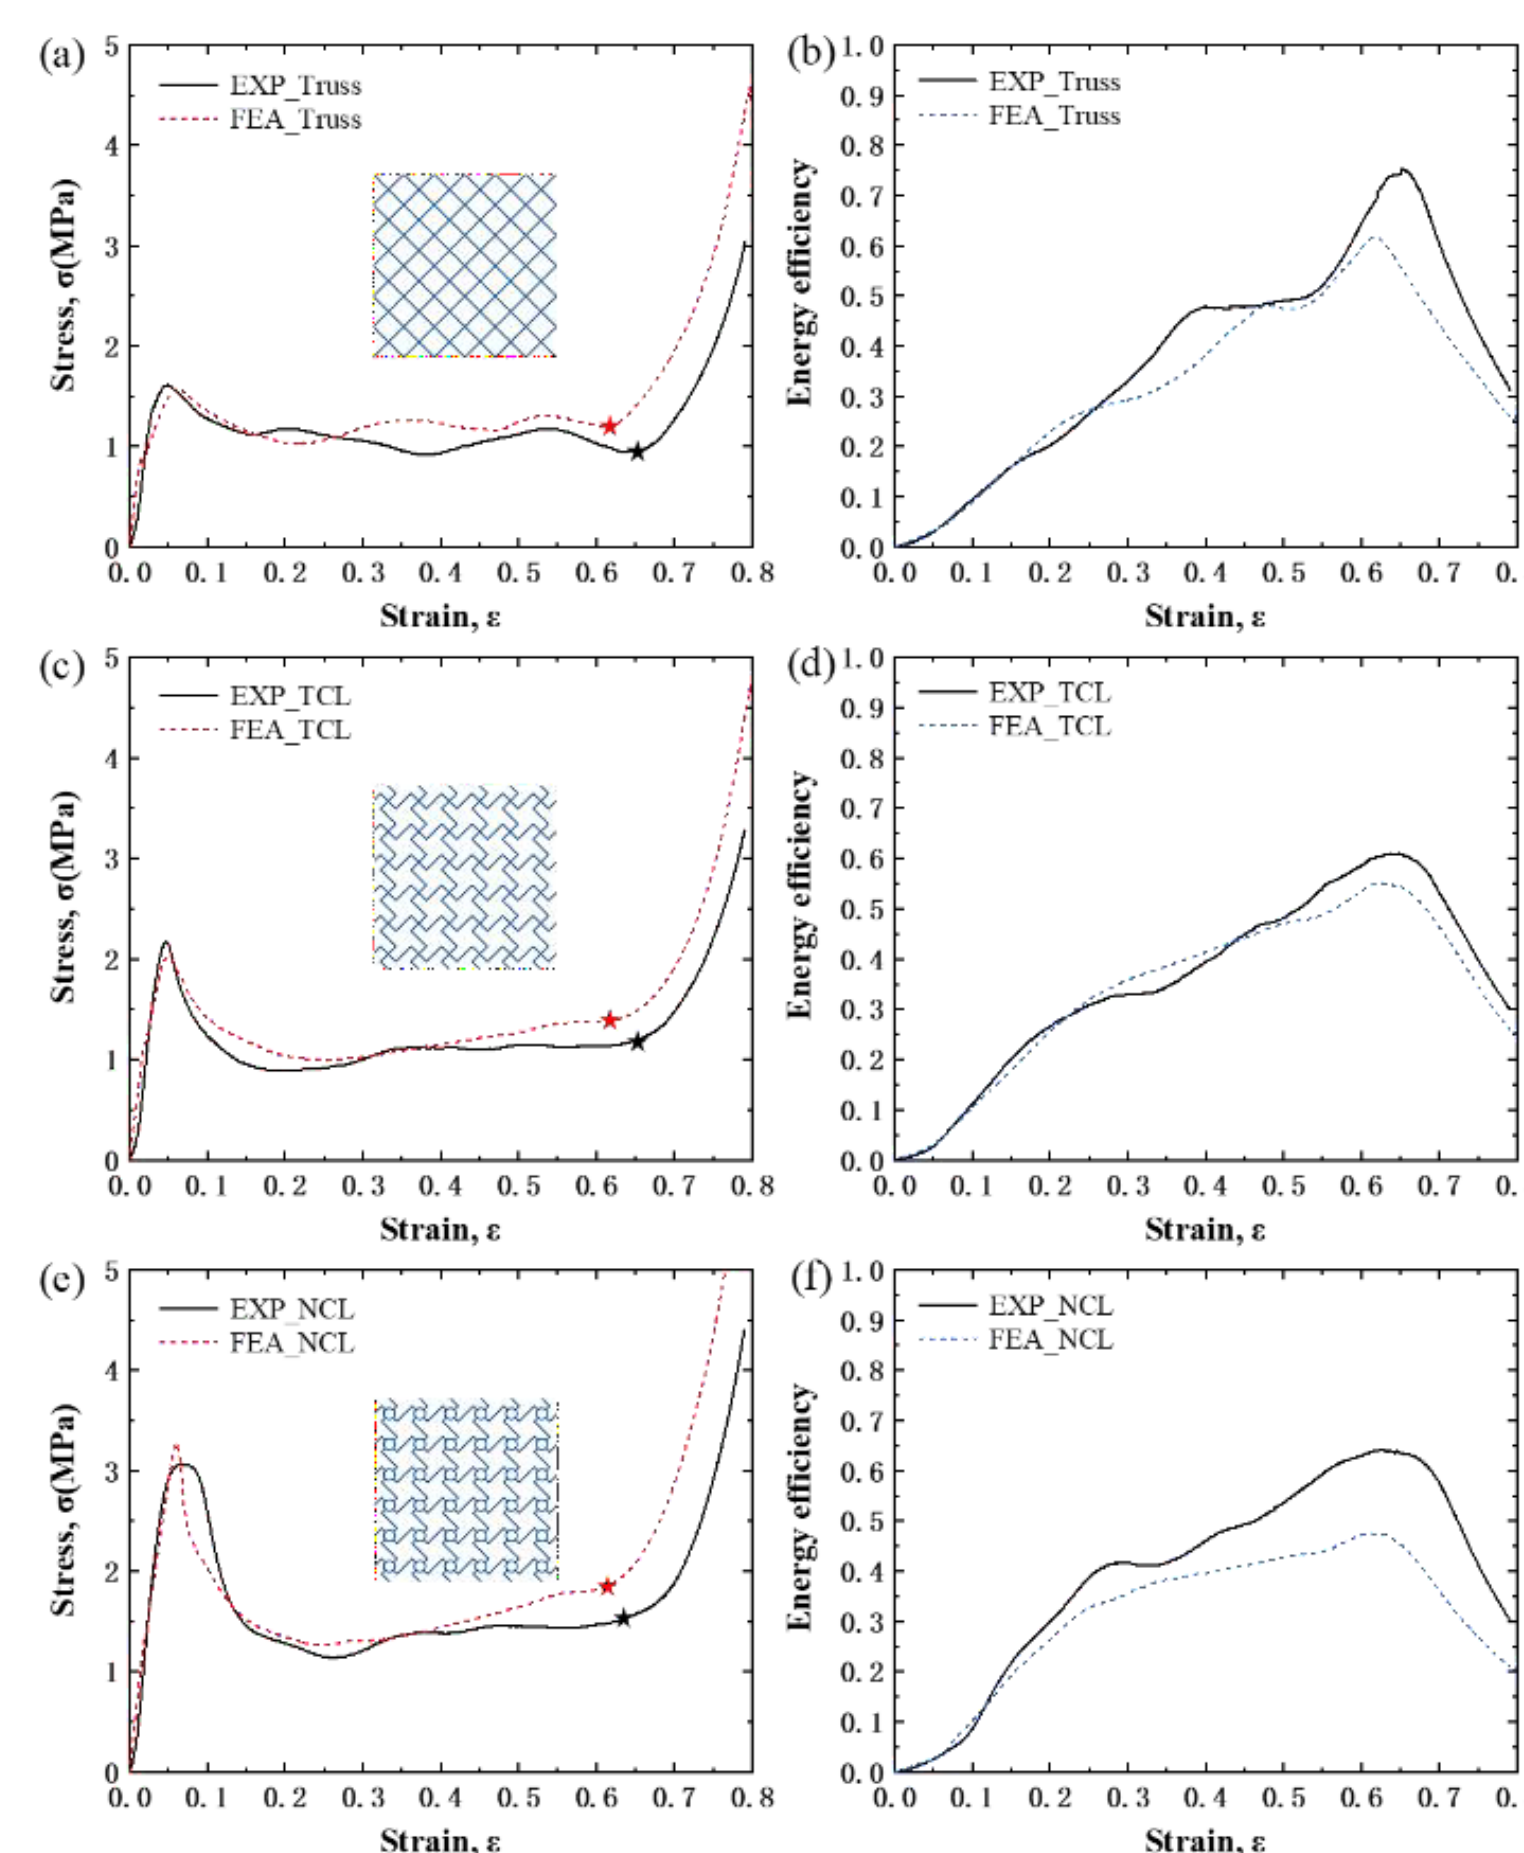 (a)
5
4
3
2
1
0
Stress, σ(MPa)
EXP_Truss
FEA_Truss
0.0 0.1 0.2 0.3 0.4 0.5 0.6 0.7 0.8
Strain, ε
(b)
1.0
0.9
0.8
0.7
0.6
0.5
0.4
0.3
0.2
0.1
0.0
Energy efficiency
EXP_Truss
FEA_Truss
0.0 0.1 0.2 0.3 0.4 0.5 0.6 0.7 0.
Strain, ε
(c)
5
4
3
2
1
0
Stress, σ(MPa)
EXP_TCL
FEA_TCL
0.0 0.1 0.2 0.3 0.4 0.5 0.6 0.7 0.8
Strain, ε
(d)
1.0
0.9
0.8
0.7
0.6
0.5
0.4
0.3
0.2
0.1
0.0
Energy efficiency
EXP_TCL
FEA_TCL
0.0 0.1 0.2 0.3 0.4 0.5 0.6 0.7 0.
Strain, ε
(e)
5
4
3
2
1
0
Stress, σ(MPa)
EXP_NCL
FEA_NCL
0.0 0.1 0.2 0.3 0.4 0.5 0.6 0.7 0.8
Strain, ε
(f)
1.0
0.9
0.8
0.7
0.6
0.5
0.4
0.3
0.2
0.1
0.0
Energy efficiency
EXP_NCL
FEA_NCL
0.0 0.1 0.2 0.3 0.4 0.5 0.6 0.7 0.
Strain, ε